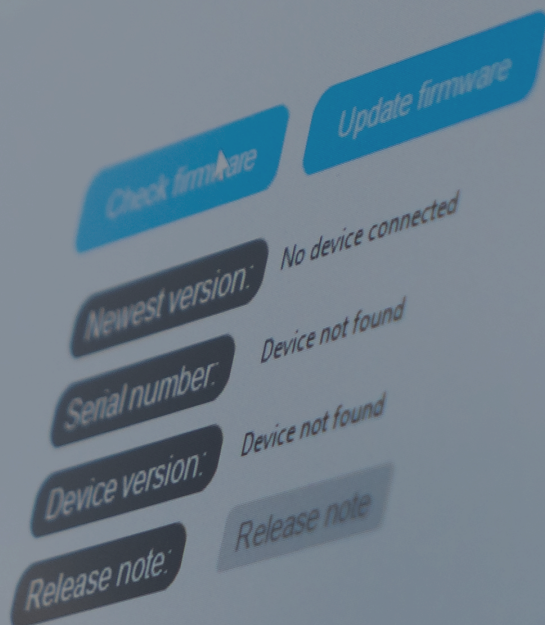 Check firmware
Update firmware
Newest version:
No device connected
Serial number:
Device not found
Device version:
Device not found
Release note:
Release note